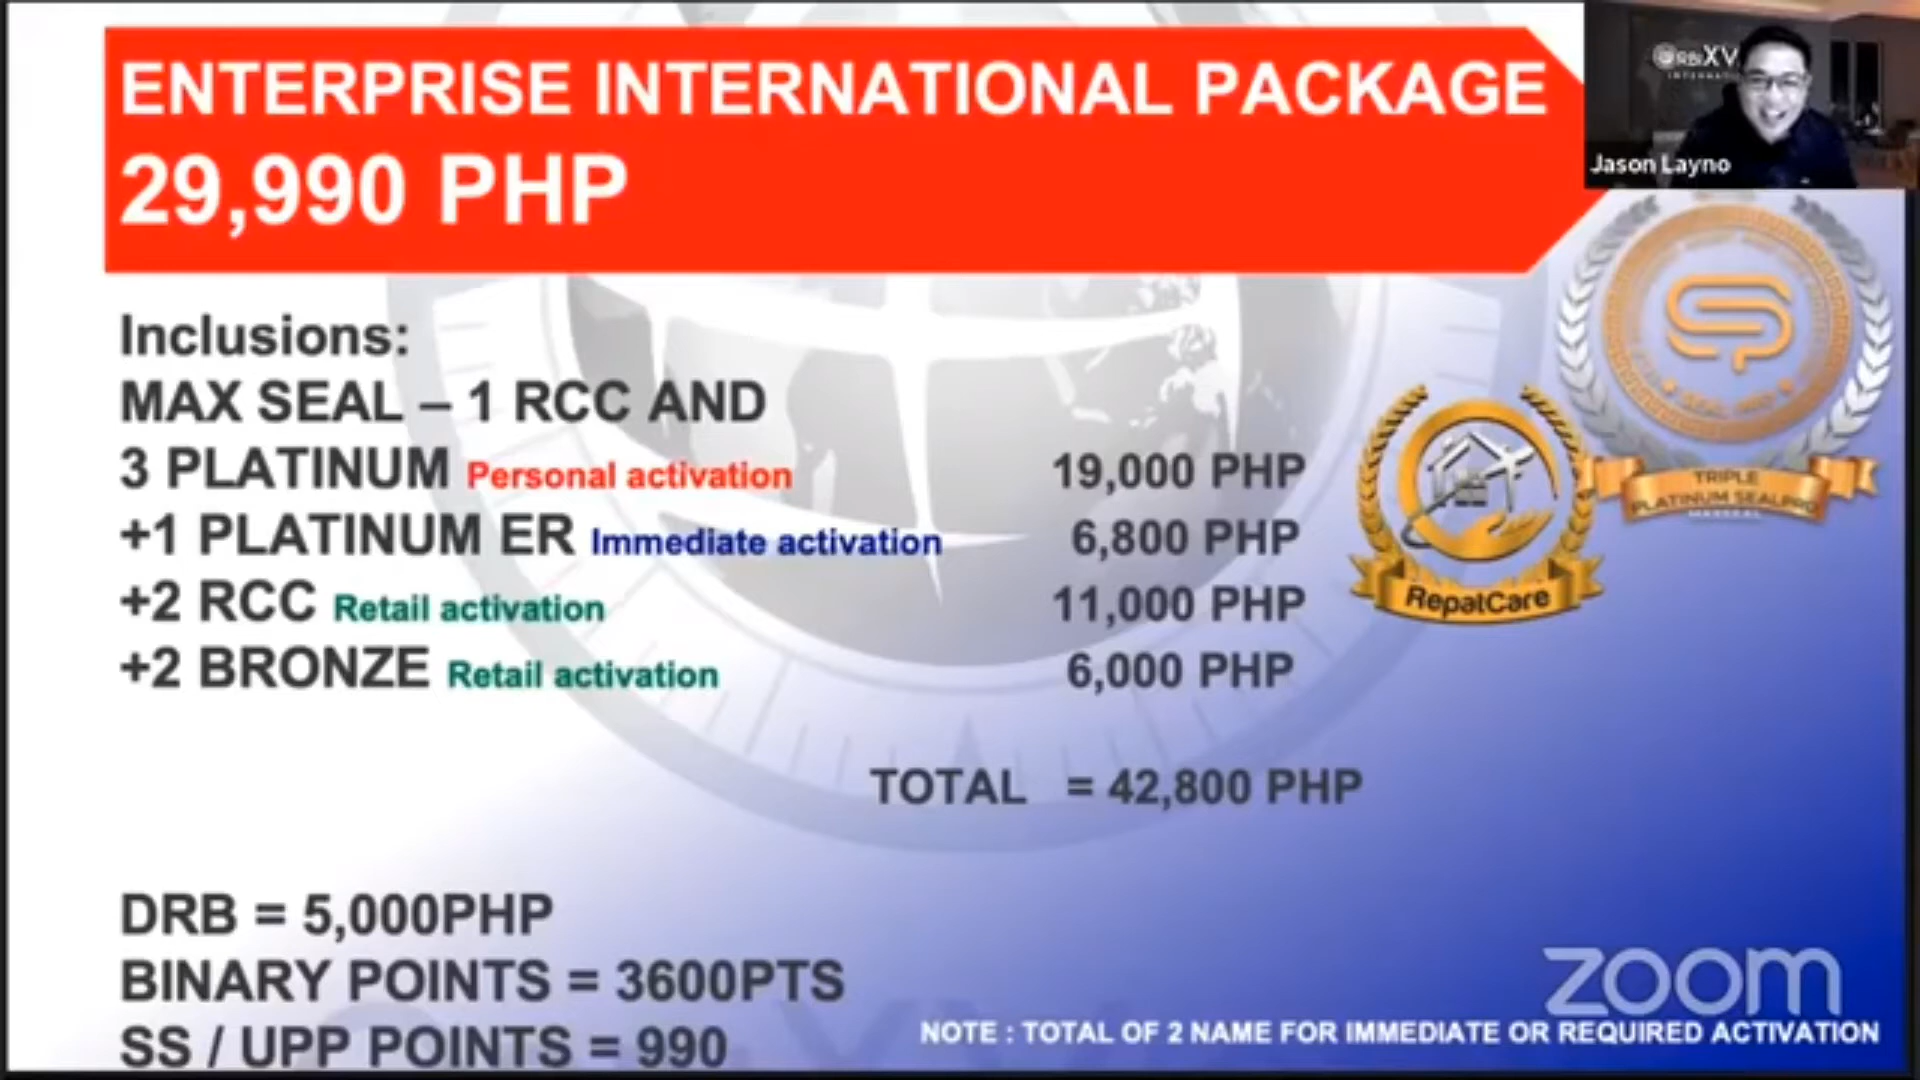 ENTERPRISE INTERNATIONAL PACKAGE
29,990 PHP
Jason Layno
Inclusions:
MAX SEAL – 1 RCC AND
3 PLATINUM Personal activation 19,000 PHP
+1 PLATINUM ER Immediate activation 6,800 PHP
+2 RCC Retail activation 11,000 PHP
+2 BRONZE Retail activation 6,000 PHP
TOTAL = 42,800 PHP
TRIPLE
PLATINUM SEALPRO
RepatCare
DRB = 5,000PHP
BINARY POINTS = 3600PTS
SS / UPP POINTS = 990
zoom
NOTE : TOTAL OF 2 NAME FOR IMMEDIATE OR REQUIRED ACTIVATION